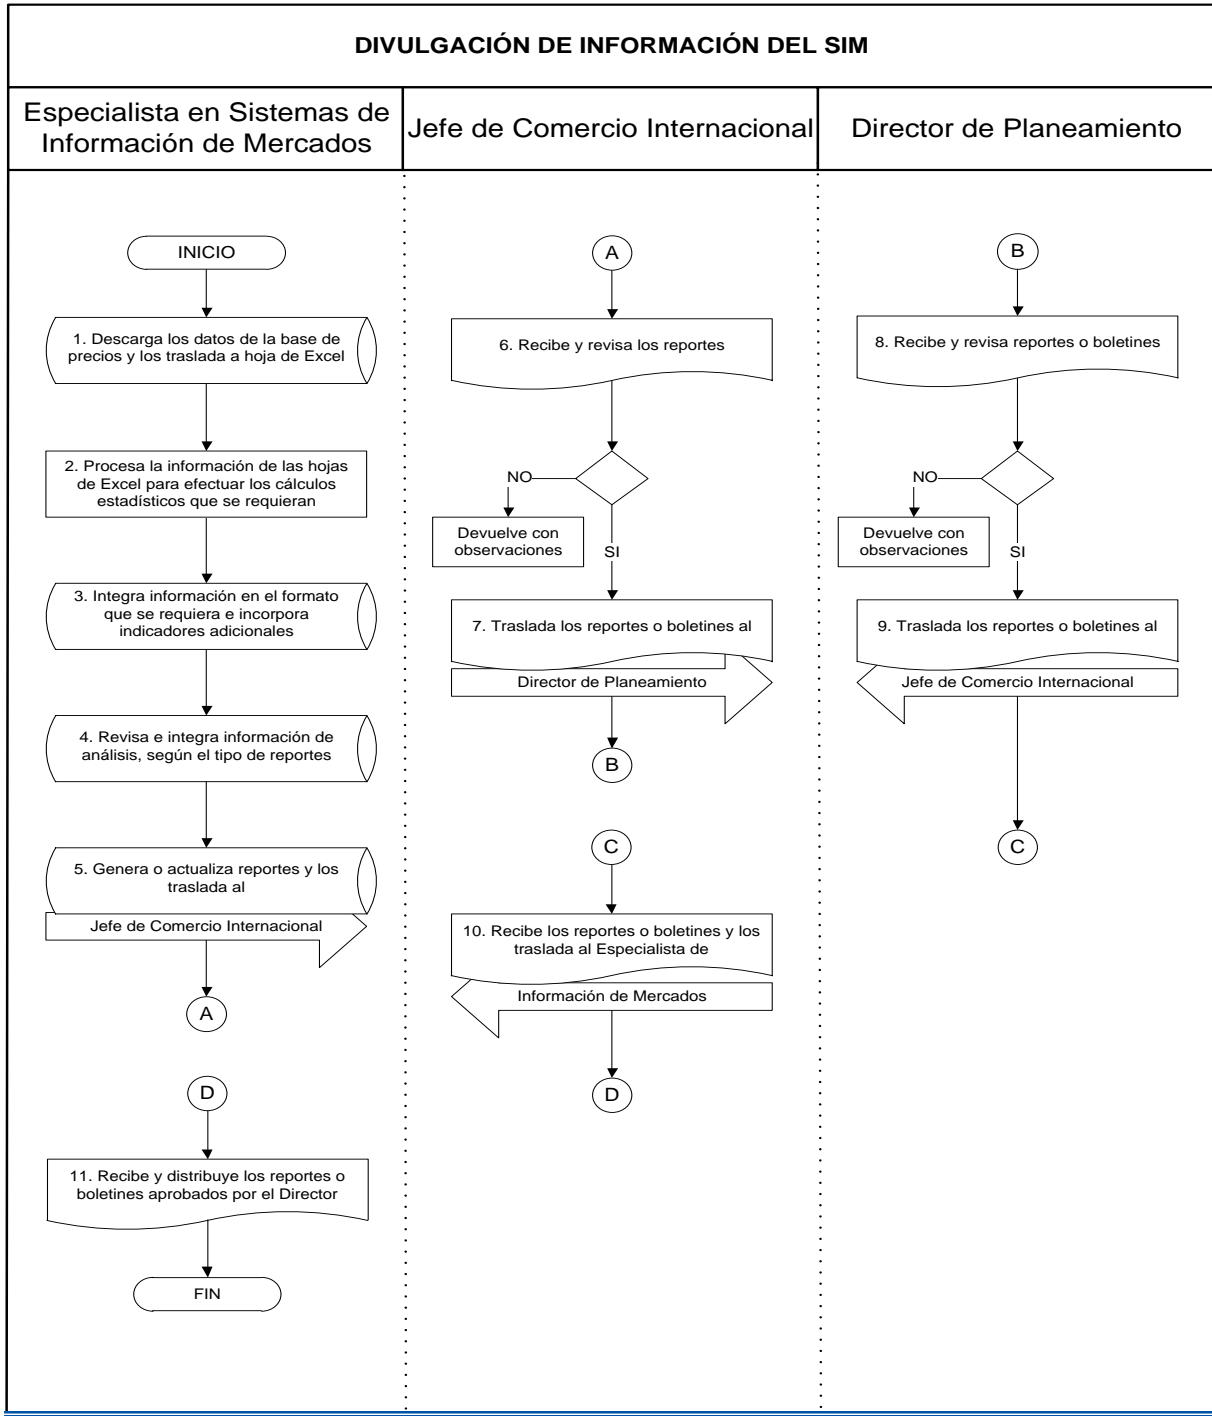 DIVULGACIÓN DE INFORMACIÓN DEL SIM
Especialista en Sistemas de
Información de Mercados
Jefe de Comercio Internacional
Director de Planeamiento
INICIO
1. Descarga los datos de la base de
precios y los traslada a hoja de Excel
2. Procesa la información de las hojas
de Excel para efectuar los cálculos
estadísticos que se requieran
3. Integra información en el formato
que se requiera e incorpora
indicadores adicionales
4. Revisa e integra información de
análisis, según el tipo de reportes
5. Genera o actualiza reportes y los
traslada al
Jefe de Comercio Internacional
A
D
11. Recibe y distribuye los reportes o
boletines aprobados por el Director
FIN
A
6. Recibe y revisa los reportes
NO
Devuelve con
observaciones
SI
7. Traslada los reportes o boletines al
Director de Planeamiento
B
C
10. Recibe los reportes o boletines y los
traslada al Especialista de
Información de Mercados
D
B
8. Recibe y revisa reportes o boletines
NO
Devuelve con
observaciones
SI
9. Traslada los reportes o boletines al
Jefe de Comercio Internacional
C